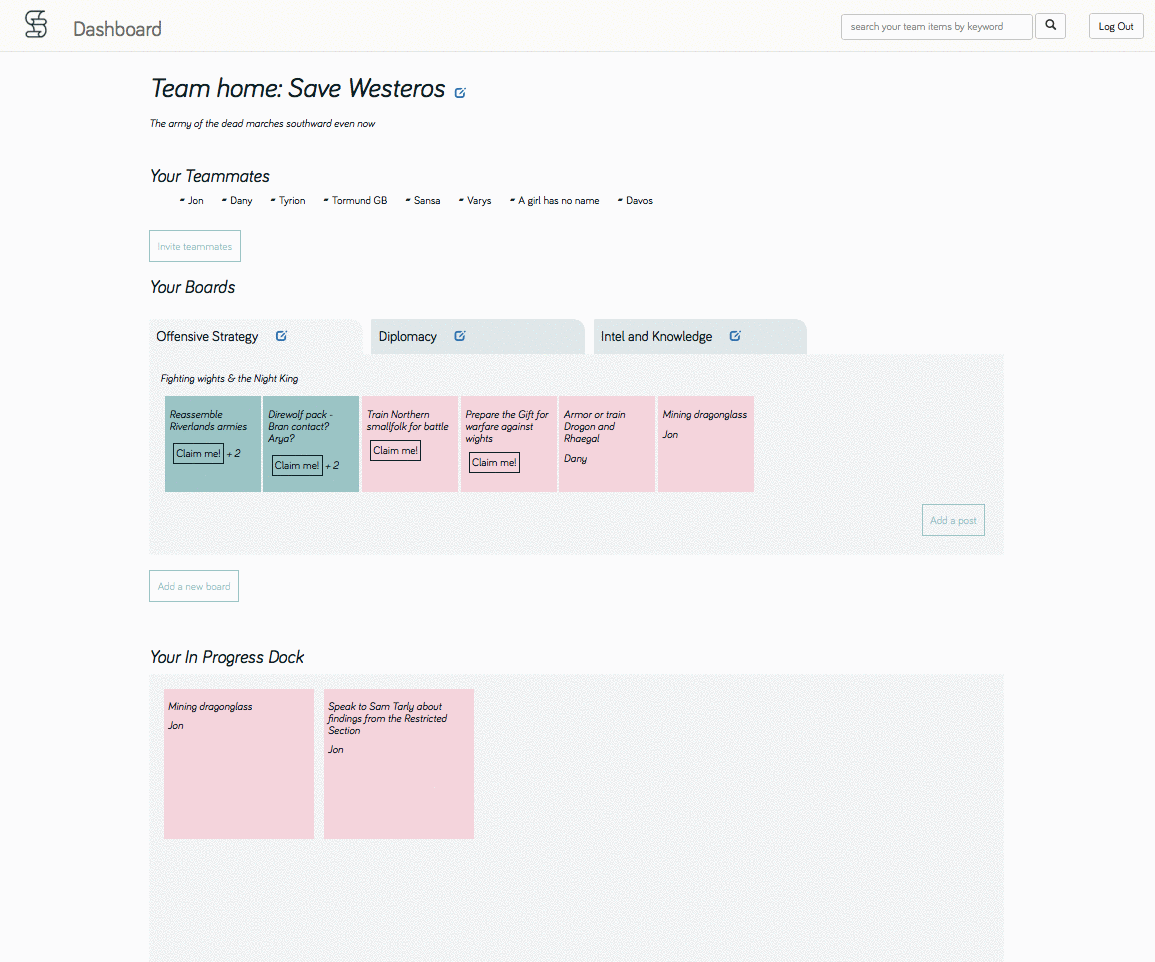 Dashboard
search your team items by keyword
Log Out
Team home: Save Westeros
The army of the dead marches southward even now
Your Teammates
Jon Dany Tyrion Tormund GB Sansa Varys A girl has no name Davos
Invite teammates
Your Boards
Offensive Strategy
Diplomacy
Intel and Knowledge
Fighting wights & the Night King
Reassemble
Riverlands armies
Claim me! + 2
Direwolf pack -
Bran contact?
Arya?
Claim me! + 2
Train Northern
smallfolk for battle
Claim me!
Prepare the Gift for
warfare against
wights
Claim me!
Armor or train
Drogon and
Rhaegal
Dany
Mining dragonglass
Jon
Add a post
Add a new board
Your In Progress Dock
Mining dragonglass
Jon
Speak to Sam Tarly about
findings from the Restricted
Section
Jon